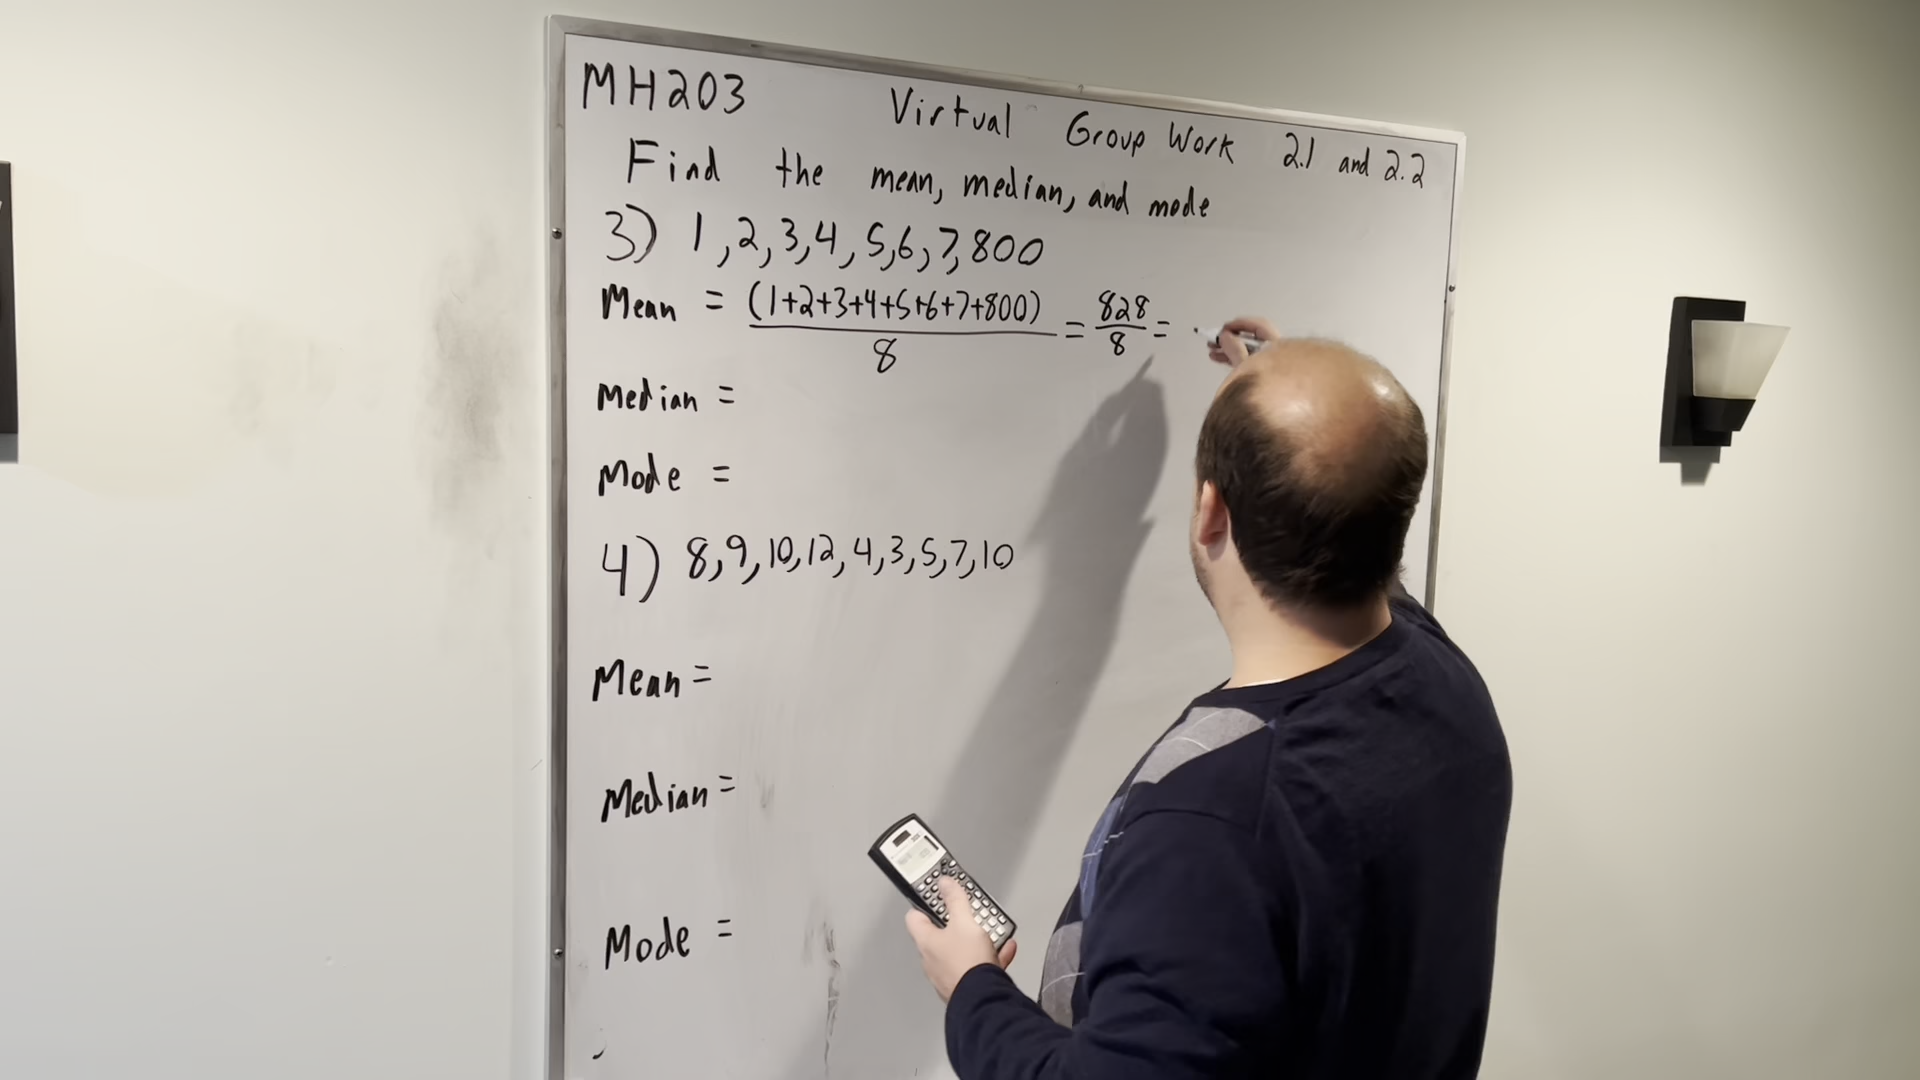 MH203 Virtual Group Work 2.1 and 2.2
Find the mean, median, and mode
3) 1, 2, 3, 4, 5, 6, 7, 800
Mean = (1+2+3+4+5+6+7+800)/8 = 828/8 =
Median =
Mode =
4) 8, 9, 10, 12, 4, 3, 5, 7, 10
Mean =
Median =
Mode =